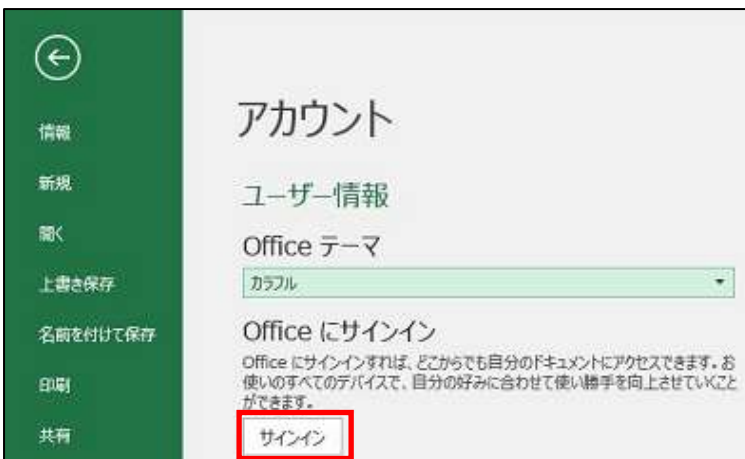 アカウント
情報
新規
ユーザー情報
開く
Office テーマ
上書き保存
カラフル
名前を付けて保存
Office にサインイン
Office にサインインすれば、どこからでも自分のドキュメントにアクセスできます。お
使いのすべてのデバイスで、自分の好みに合わせて使い勝手を向上させていくこと
ができます。
印刷
共有
サインイン